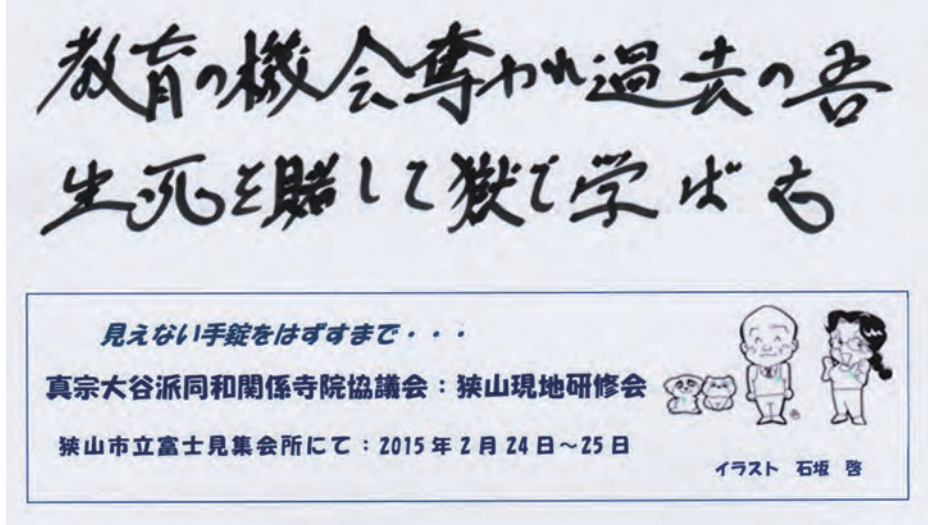 教育の機会奪われ過去の吾
生死を賭して獄で学ばむ
見えない手錠をはずすまで・・・
真宗大谷派同和関係寺院協議会：狭山現地研修会
狭山市立富士見集会所にて：2015年2月24日～25日
イラスト　石坂　啓